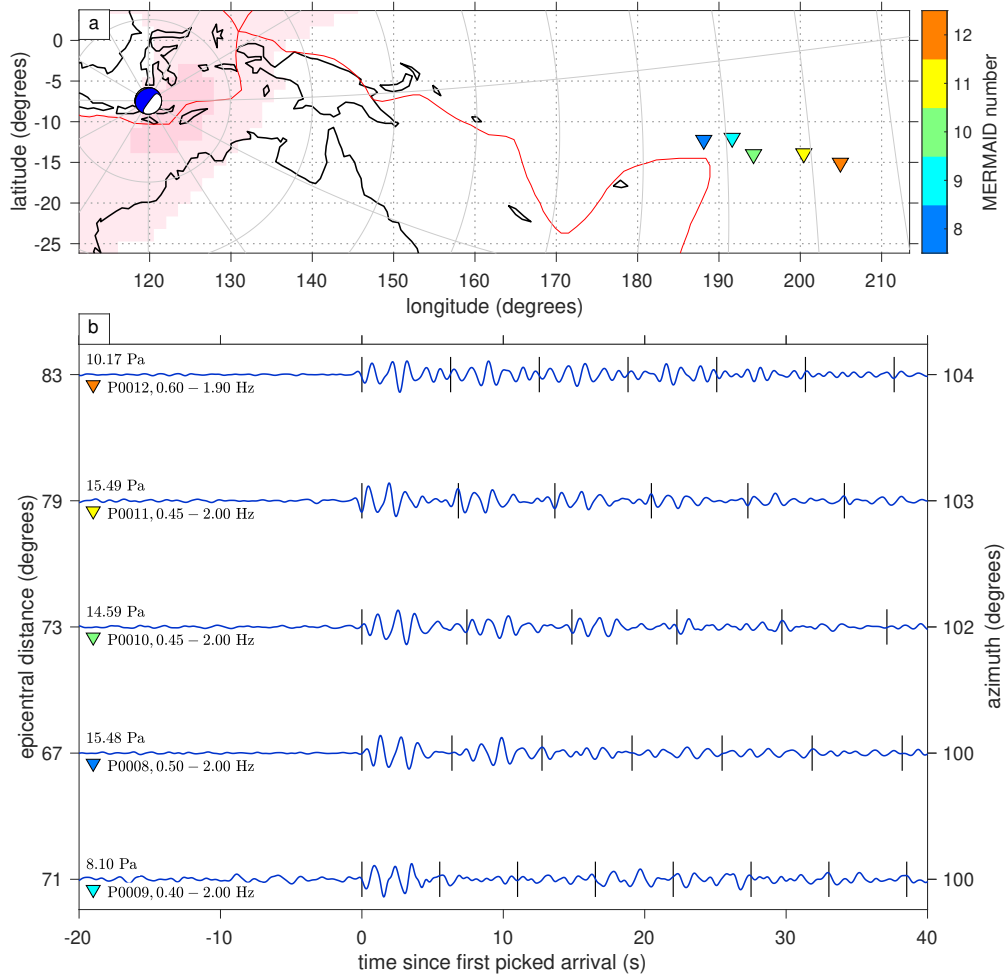 a
0
-5
-10
-15
-20
-25
latitude (degrees)
120 130 140 150 160 170 180 190 200 210
longitude (degrees)
12
11
10
9
8
MERMAID number
b
10.17 Pa
P0012, 0.60 − 1.90 Hz
15.49 Pa
P0011, 0.45 − 2.00 Hz
14.59 Pa
P0010, 0.45 − 2.00 Hz
15.48 Pa
P0008, 0.50 − 2.00 Hz
8.10 Pa
P0009, 0.40 − 2.00 Hz
83
79
73
67
71
epicentral distance (degrees)
104
103
102
100
100
azimuth (degrees)
-20 -10 0 10 20 30 40
time since first picked arrival (s)